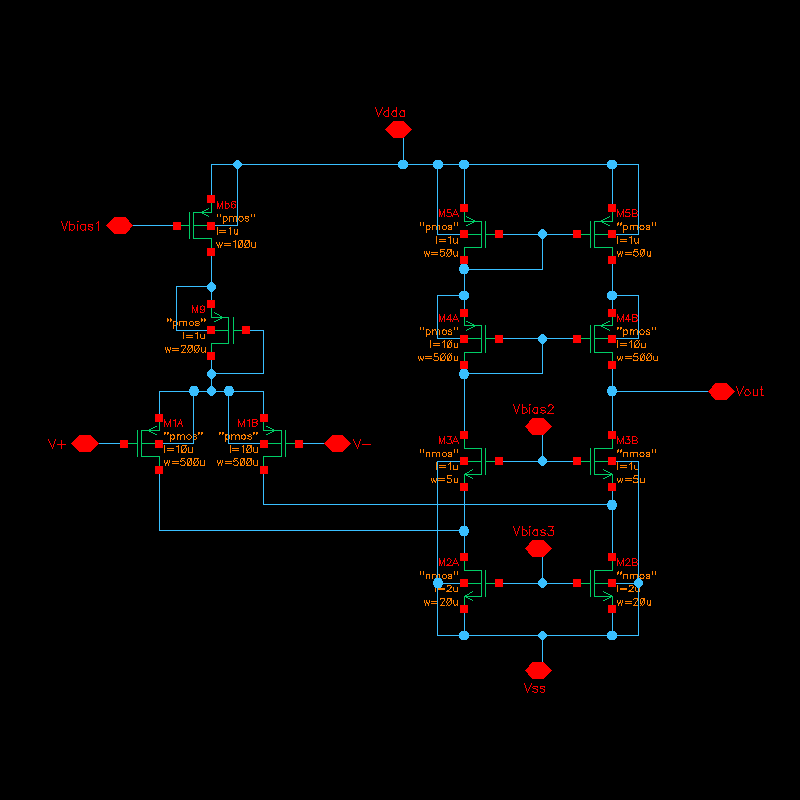 Vdda
Vbias1
Mb6
"pmos"
l=1u
w=100u
M5A
"pmos"
l=1u
w=50u
M5B
"pmos"
l=1u
w=50u
M9
"pmos"
l=1u
w=200u
M4A
"pmos"
l=10u
w=500u
M4B
"pmos"
l=10u
w=500u
Vout
V+
M1A
"pmos"
l=10u
w=500u
M1B
"pmos"
l=10u
w=500u
V-
Vbias2
M3A
"nmos"
l=1u
w=5u
M3B
"nmos"
l=1u
w=5u
Vbias3
M2A
"nmos"
l=2u
w=20u
M2B
"nmos"
l=2u
w=20u
Vss